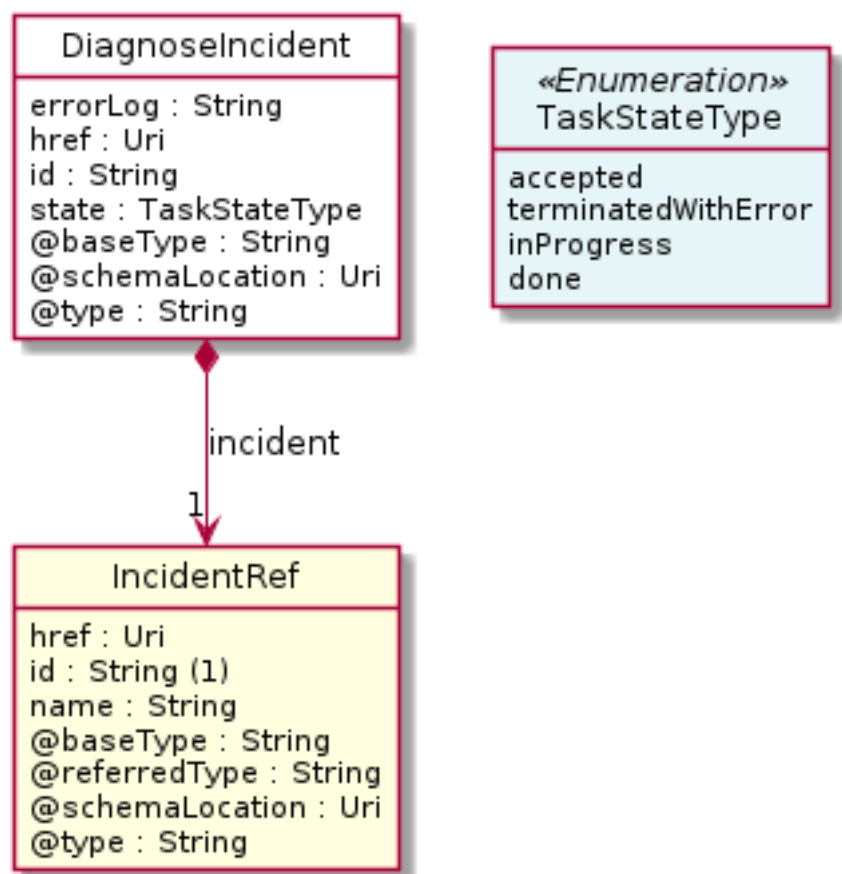 DiagnoseIncident
errorLog : String
href : Uri
id : String
state : TaskStateType
@baseType : String
@schemaLocation : Uri
@type : String
«Enumeration»
TaskStateType
accepted
terminatedWithError
inProgress
done
incident
1
IncidentRef
href : Uri
id : String (1)
name : String
@baseType : String
@referredType : String
@schemaLocation : Uri
@type : String